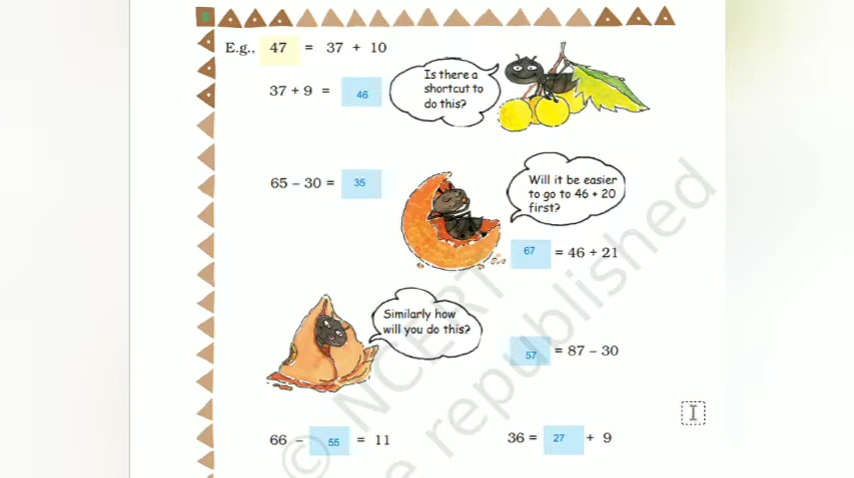 E.g., 47 = 37 + 10
37 + 9 = 46
Is there a
shortcut to
do this?
65 – 30 = 35
Will it be easier
to go to 46 + 20
first?
67 = 46 + 21
Similarly how
will you do this?
57 = 87 – 30
66 – 55 = 11
36 = 27 + 9
© NCERT
be republished